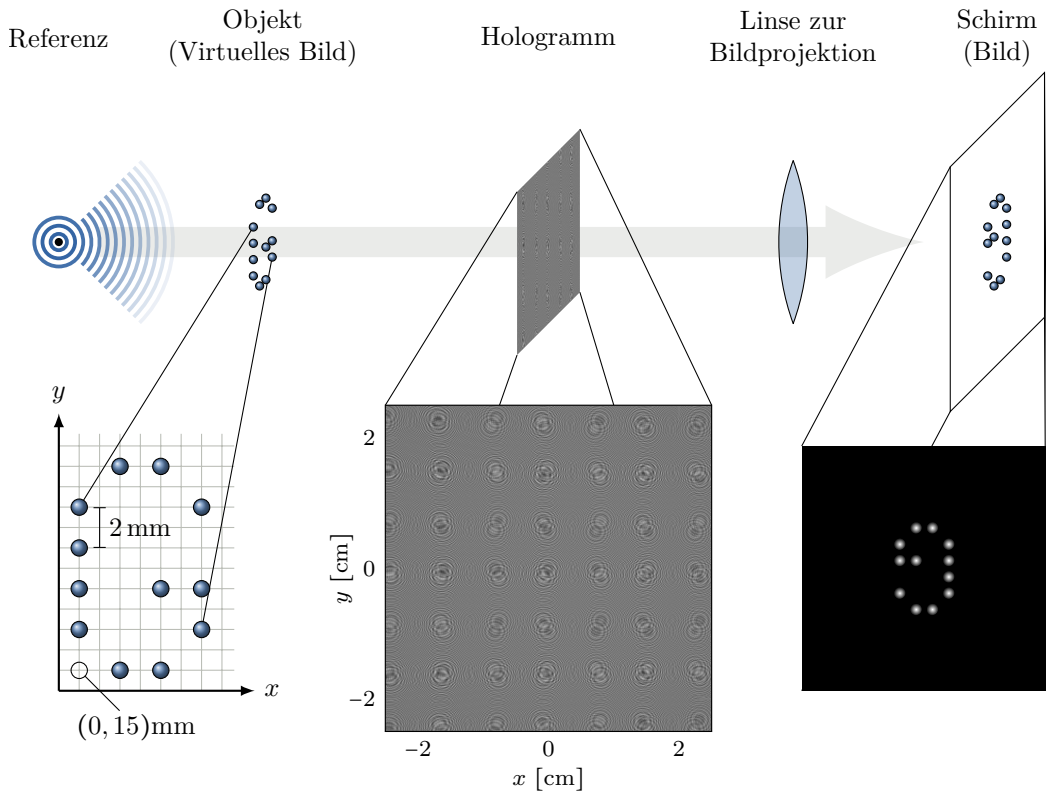 Referenz
Objekt
(Virtuelles Bild)
Hologramm
Linse zur
Bildprojektion
Schirm
(Bild)
y
2 mm
x
(0, 15)mm
2
0
−2
y [cm]
−2 0 2
x [cm]